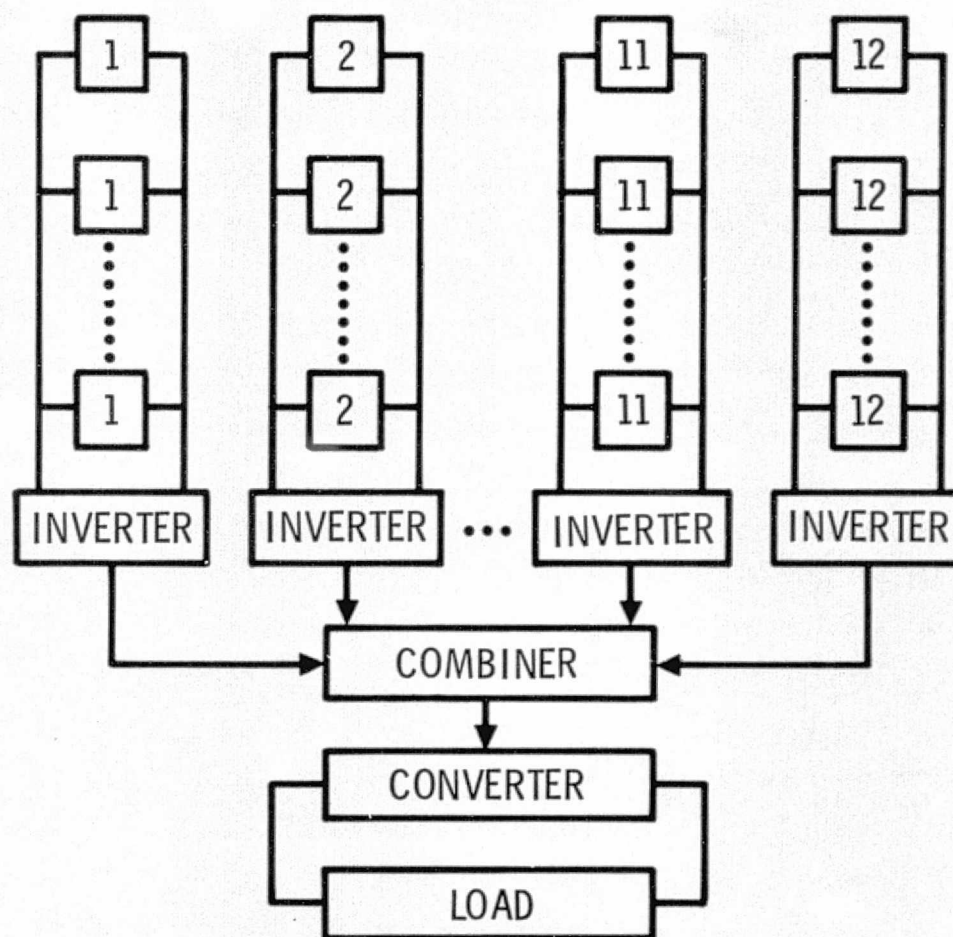 1 2 11 12
1 2 11 12
1 2 11 12
INVERTER INVERTER INVERTER INVERTER
COMBINER
CONVERTER
LOAD